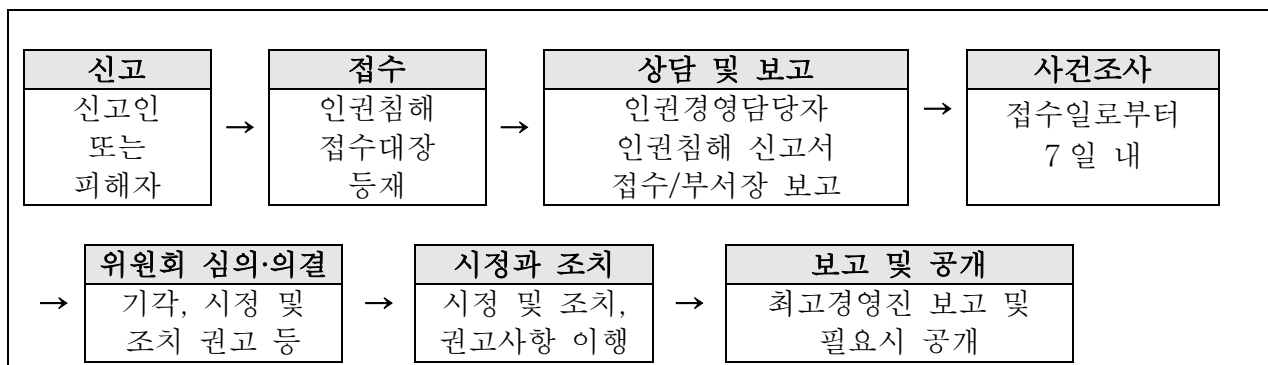 신고
신고인
또는
피해자
→
접수
인권침해
접수대장
등재
→
상담 및 보고
인권경영담당자
인권침해 신고서
접수/부서장 보고
→
사건조사
접수일로부터
7일 내
→
위원회 심의·의결
기각, 시정 및
조치 권고 등
→
시정과 조치
시정 및 조치,
권고사항 이행
→
보고 및 공개
최고경영진 보고 및
필요시 공개